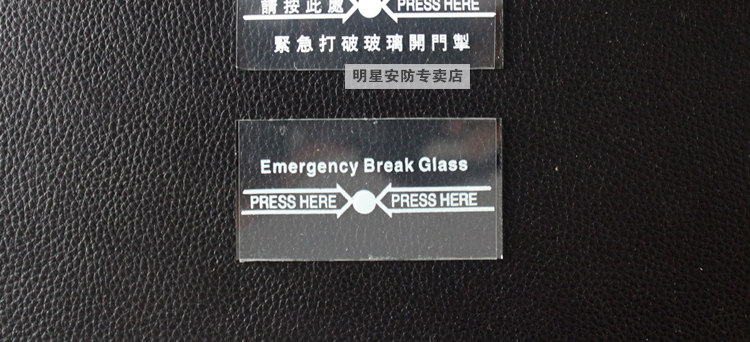 請按此處 PRESS HERE
緊急打破玻璃開門掣
明星安防专卖店
Emergency Break Glass
PRESS HERE PRESS HERE